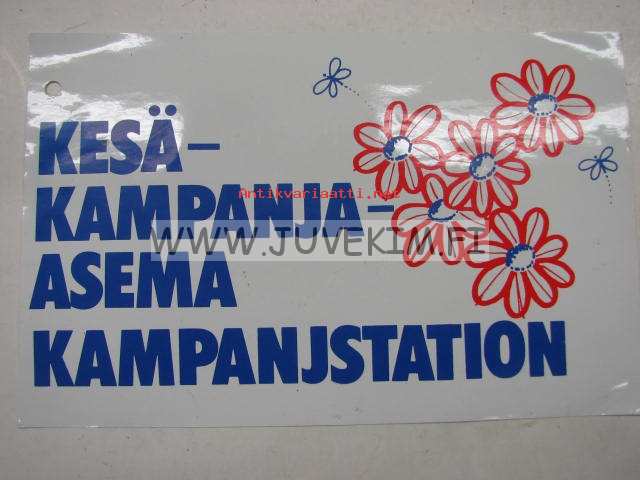 KESÄ-
KAMPANJA-
Antikvariaatti.net
WWW.JUVEKIM.FI
ASEMA
KAMPANJSTATION